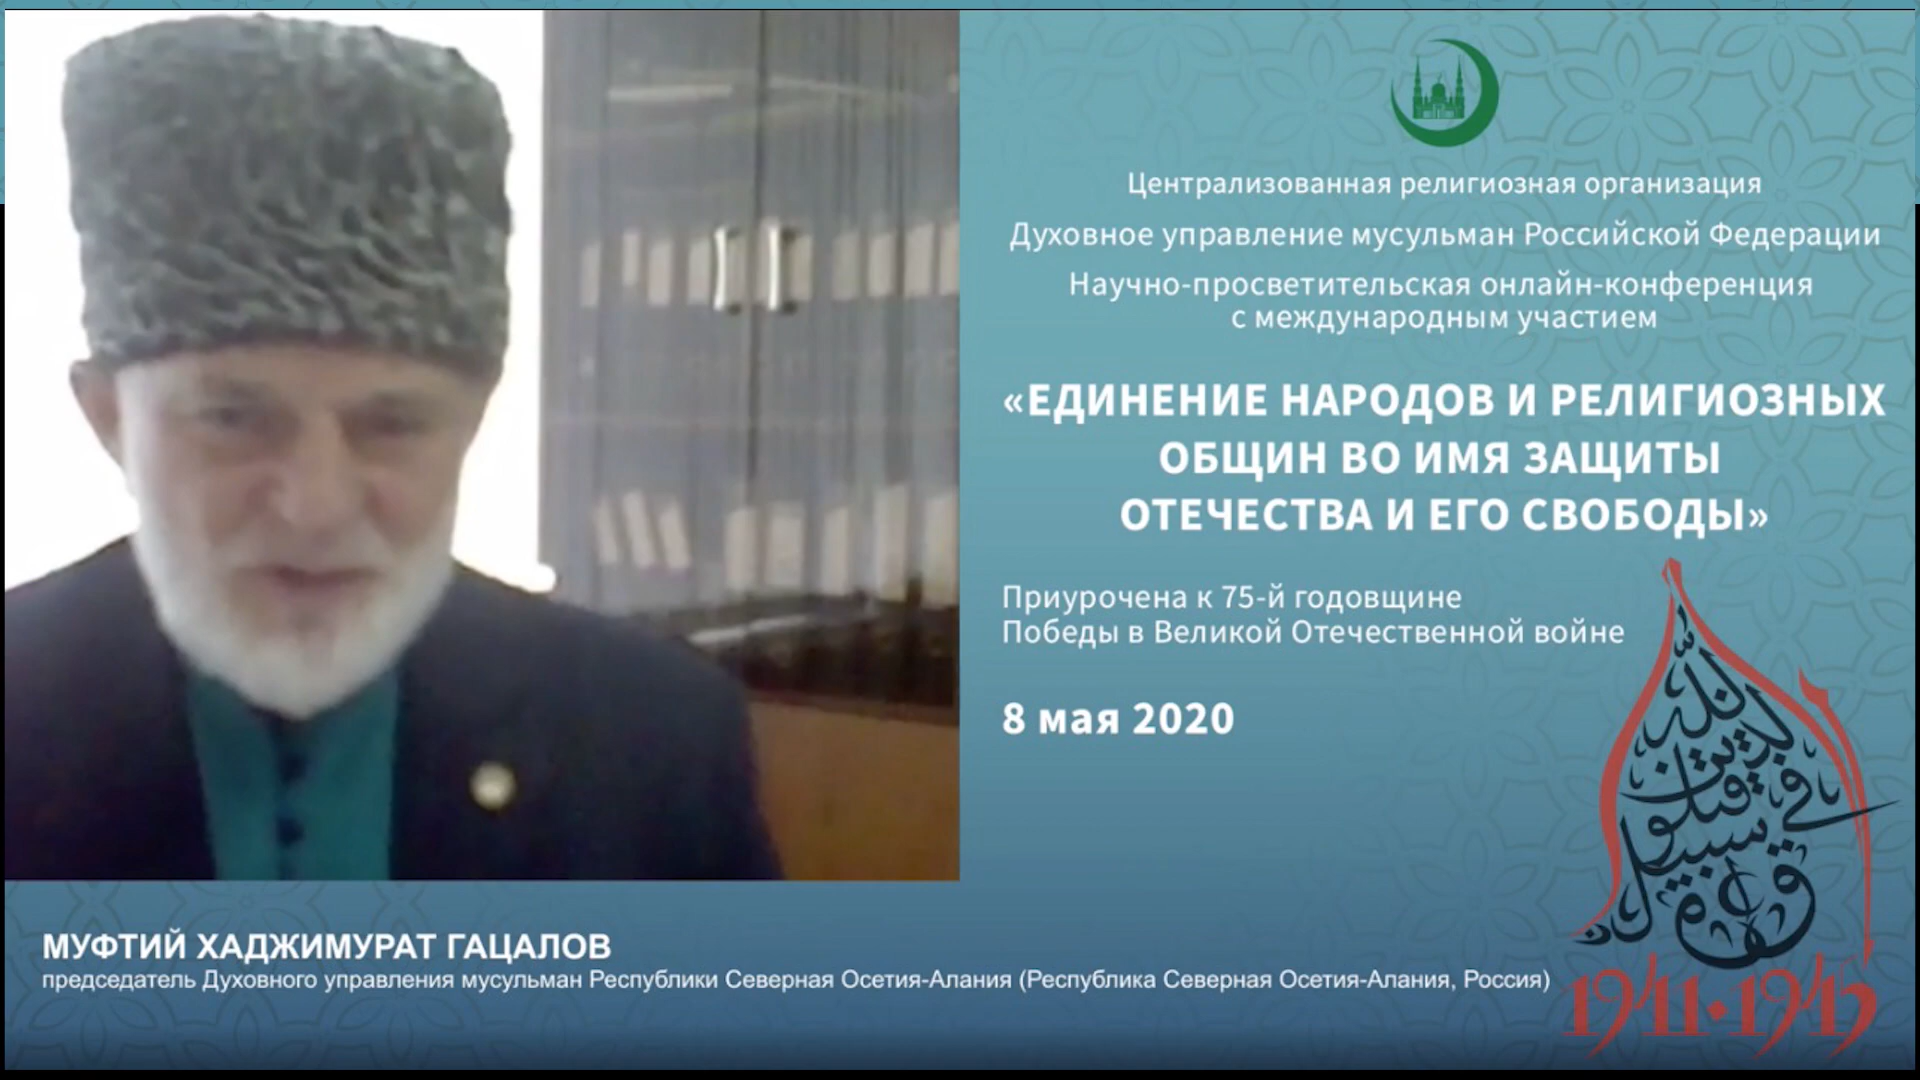 Централизованная религиозная организация
Духовное управление мусульман Российской Федерации
Научно-просветительская онлайн-конференция
с международным участием
«ЕДИНЕНИЕ НАРОДОВ И РЕЛИГИОЗНЫХ
ОБЩИН ВО ИМЯ ЗАЩИТЫ
ОТЕЧЕСТВА И ЕГО СВОБОДЫ»
Приурочена к 75-й годовщине
Победы в Великой Отечественной войне
8 мая 2020
1941-1945
МУФТИЙ ХАДЖИМУРАТ ГАЦАЛОВ
председатель Духовного управления мусульман Республики Северная Осетия-Алания (Республика Северная Осетия-Алания, Россия)